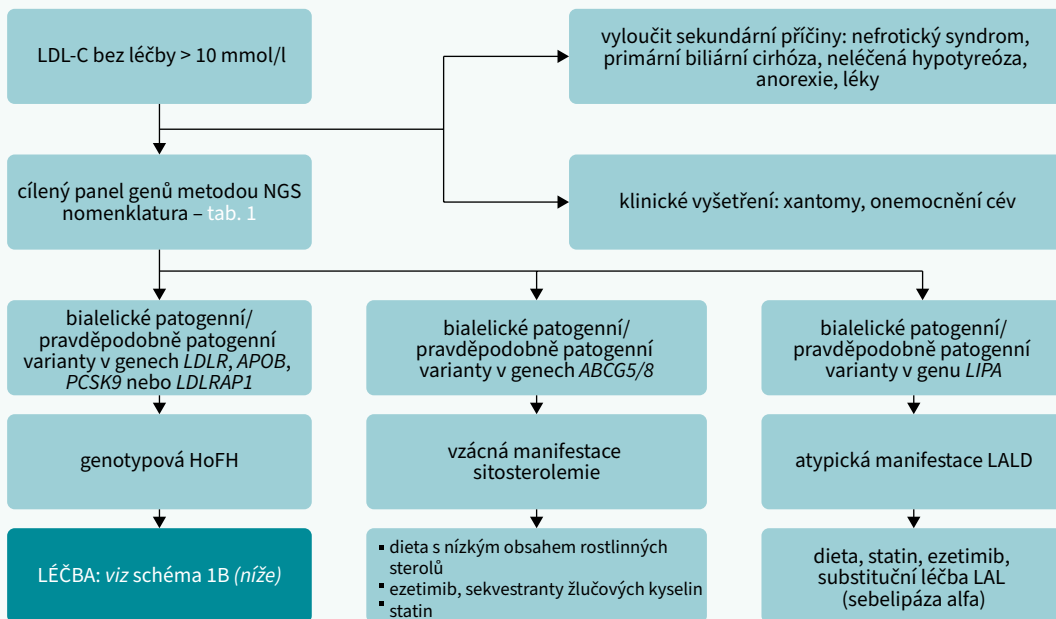 LDL-C bez léčby > 10 mmol/l
vyloučit sekundární příčiny: nefrotický syndrom,
primární biliární cirhóza, neléčená hypotyreóza,
anorexie, léky
cílený panel genů metodou NGS
nomenklatura – tab. 1
klinické vyšetření: xantomy, onemocnění cév
bialelické patogenní/
pravděpodobně patogenní
varianty v genech LDLR, APOB,
PCSK9 nebo LDLRAP1
bialelické patogenní/
pravděpodobně patogenní
varianty v genech ABCG5/8
bialelické patogenní/
pravděpodobně patogenní
varianty v genu LIPA
genotypová HoFH
vzácná manifestace
sitosterolemie
atypická manifestace LALD
LÉČBA: viz schéma 1B (níže)
▪ dieta s nízkým obsahem rostlinných
sterolů
▪ ezetimib, sekvestranty žlučových kyselin
▪ statin
dieta, statin, ezetimib,
substituční léčba LAL
(sebelipáza alfa)